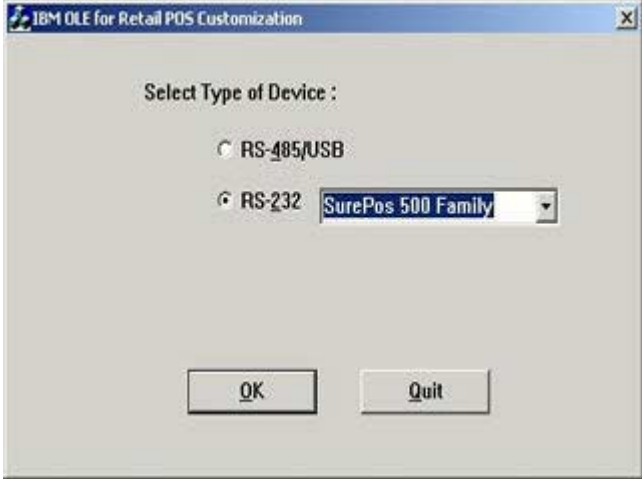 IBM OLE for Retail POS Customization
Select Type of Device :
RS-485/USB
RS-232 SurePos 500 Family
OK Quit